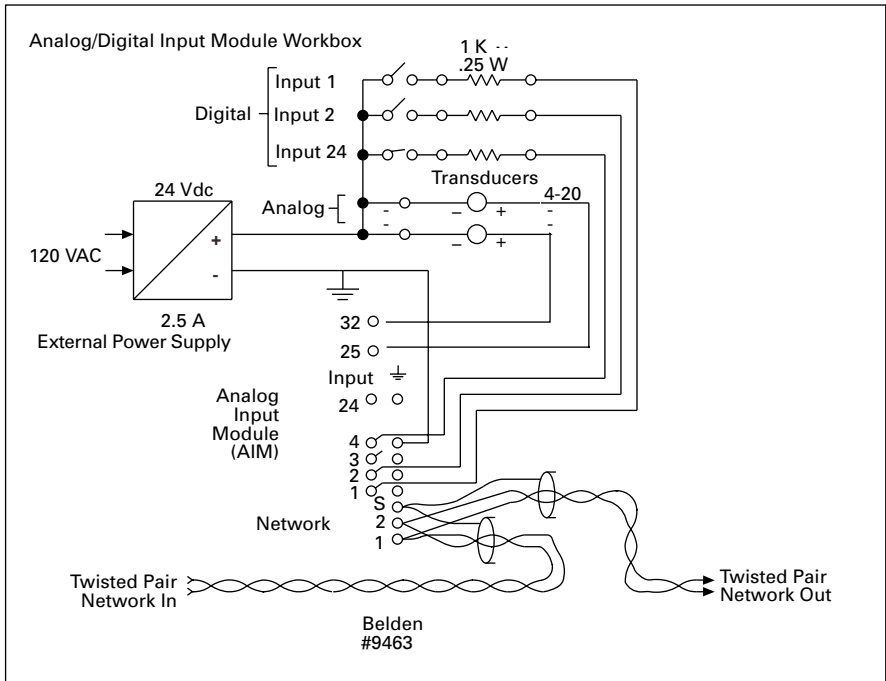 Analog/Digital Input Module Workbox
1 K ··
.25 W
Input 1
Digital
Input 2
Input 24
Transducers
24 Vdc
4-20
Analog
- - – +
- - – +
120 VAC
+
-
2.5 A
External Power Supply
32
25
Input
24
Analog
Input
Module
(AIM)
4
3
2
1
S
Network
2
1
Twisted Pair
Network In
Twisted Pair
Network Out
Belden
#9463